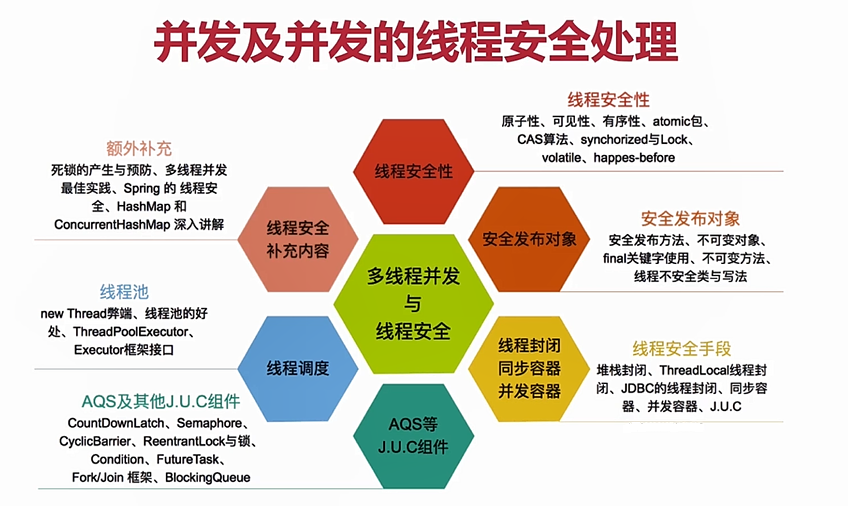 并发及并发的线程安全处理
线程安全性
原子性、可见性、有序性、atomic包、
CAS算法、synchorized与Lock、
volatile、happes-before
额外补充
死锁的产生与预防、多线程并发
最佳实践、Spring 的 线程安
全、HashMap 和
ConcurrentHashMap 深入讲解
线程安全性
线程安全
补充内容
安全发布对象
安全发布对象
安全发布方法、不可变对象、
final关键字使用、不可变方法、
线程不安全类与写法
多线程并发
与
线程安全
线程池
new Thread弊端、线程池的好
处、ThreadPoolExecutor、
Executor框架接口
线程调度
线程封闭
同步容器
并发容器
线程安全手段
堆栈封闭、ThreadLocal线程封
闭、JDBC的线程封闭、同步容
器、并发容器、J.U.C
AQS及其他J.U.C组件
CountDownLatch、Semaphore、
CyclicBarrier、ReentrantLock与锁、
Condition、FutureTask、
Fork/Join 框架、BlockingQueue
AQS等
J.U.C组件